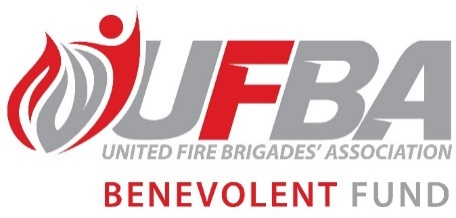 UFBA
UNITED FIRE BRIGADES' ASSOCIATION
BENEVOLENT FUND